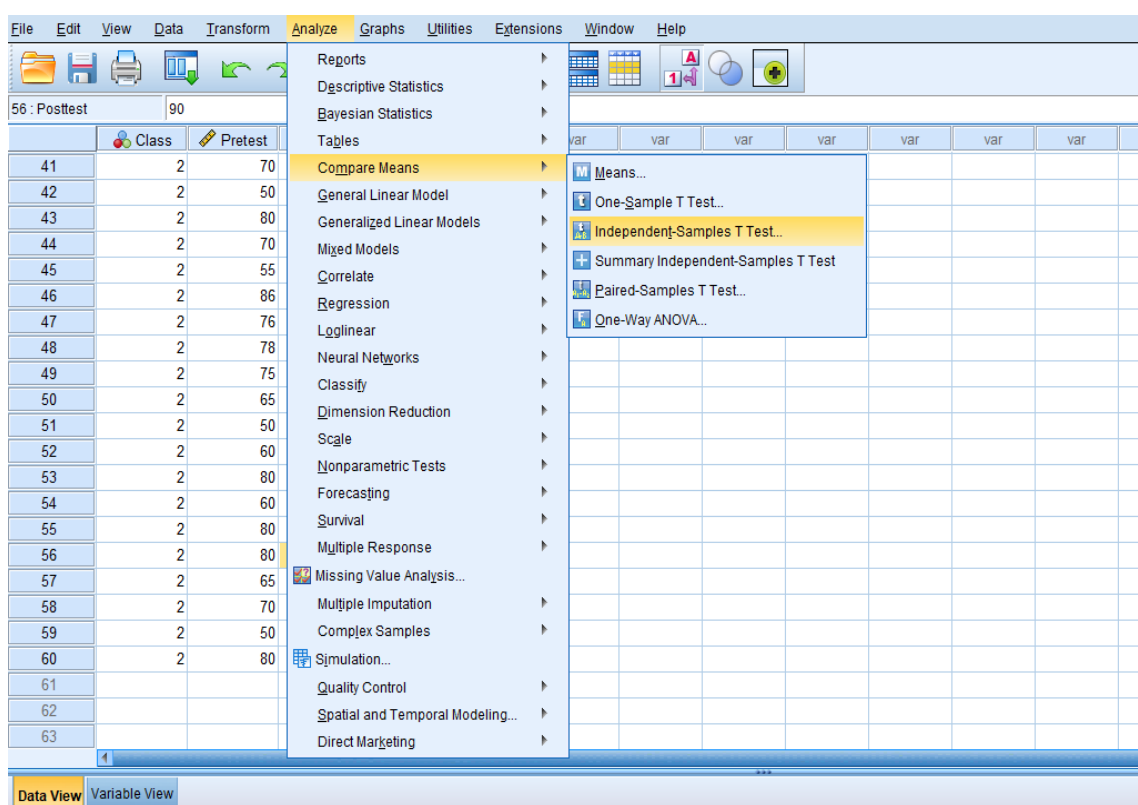 File Edit View Data Transform Analyze Graphs Utilities Extensions Window Help
A
1
56 : Posttest 90
Class Pretest var var var var var var var
41 2 70
42 2 50
43 2 80
44 2 70
45 2 55
46 2 86
47 2 76
48 2 78
49 2 75
50 2 65
51 2 50
52 2 60
53 2 80
54 2 60
55 2 80
56 2 80
57 2 65
58 2 70
59 2 50
60 2 80
61
62
63
Reports
Descriptive Statistics
Bayesian Statistics
Tables
Compare Means
General Linear Model
Generalized Linear Models
Mixed Models
Correlate
Regression
Loglinear
Neural Networks
Classify
Dimension Reduction
Scale
Nonparametric Tests
Forecasting
Survival
Multiple Response
Missing Value Analysis...
Multiple Imputation
Complex Samples
Simulation...
Quality Control
Spatial and Temporal Modeling...
Direct Marketing
M Means...
t One-Sample T Test...
Independent-Samples T Test...
Summary Independent-Samples T Test
Paired-Samples T Test...
One-Way ANOVA...
Data View Variable View